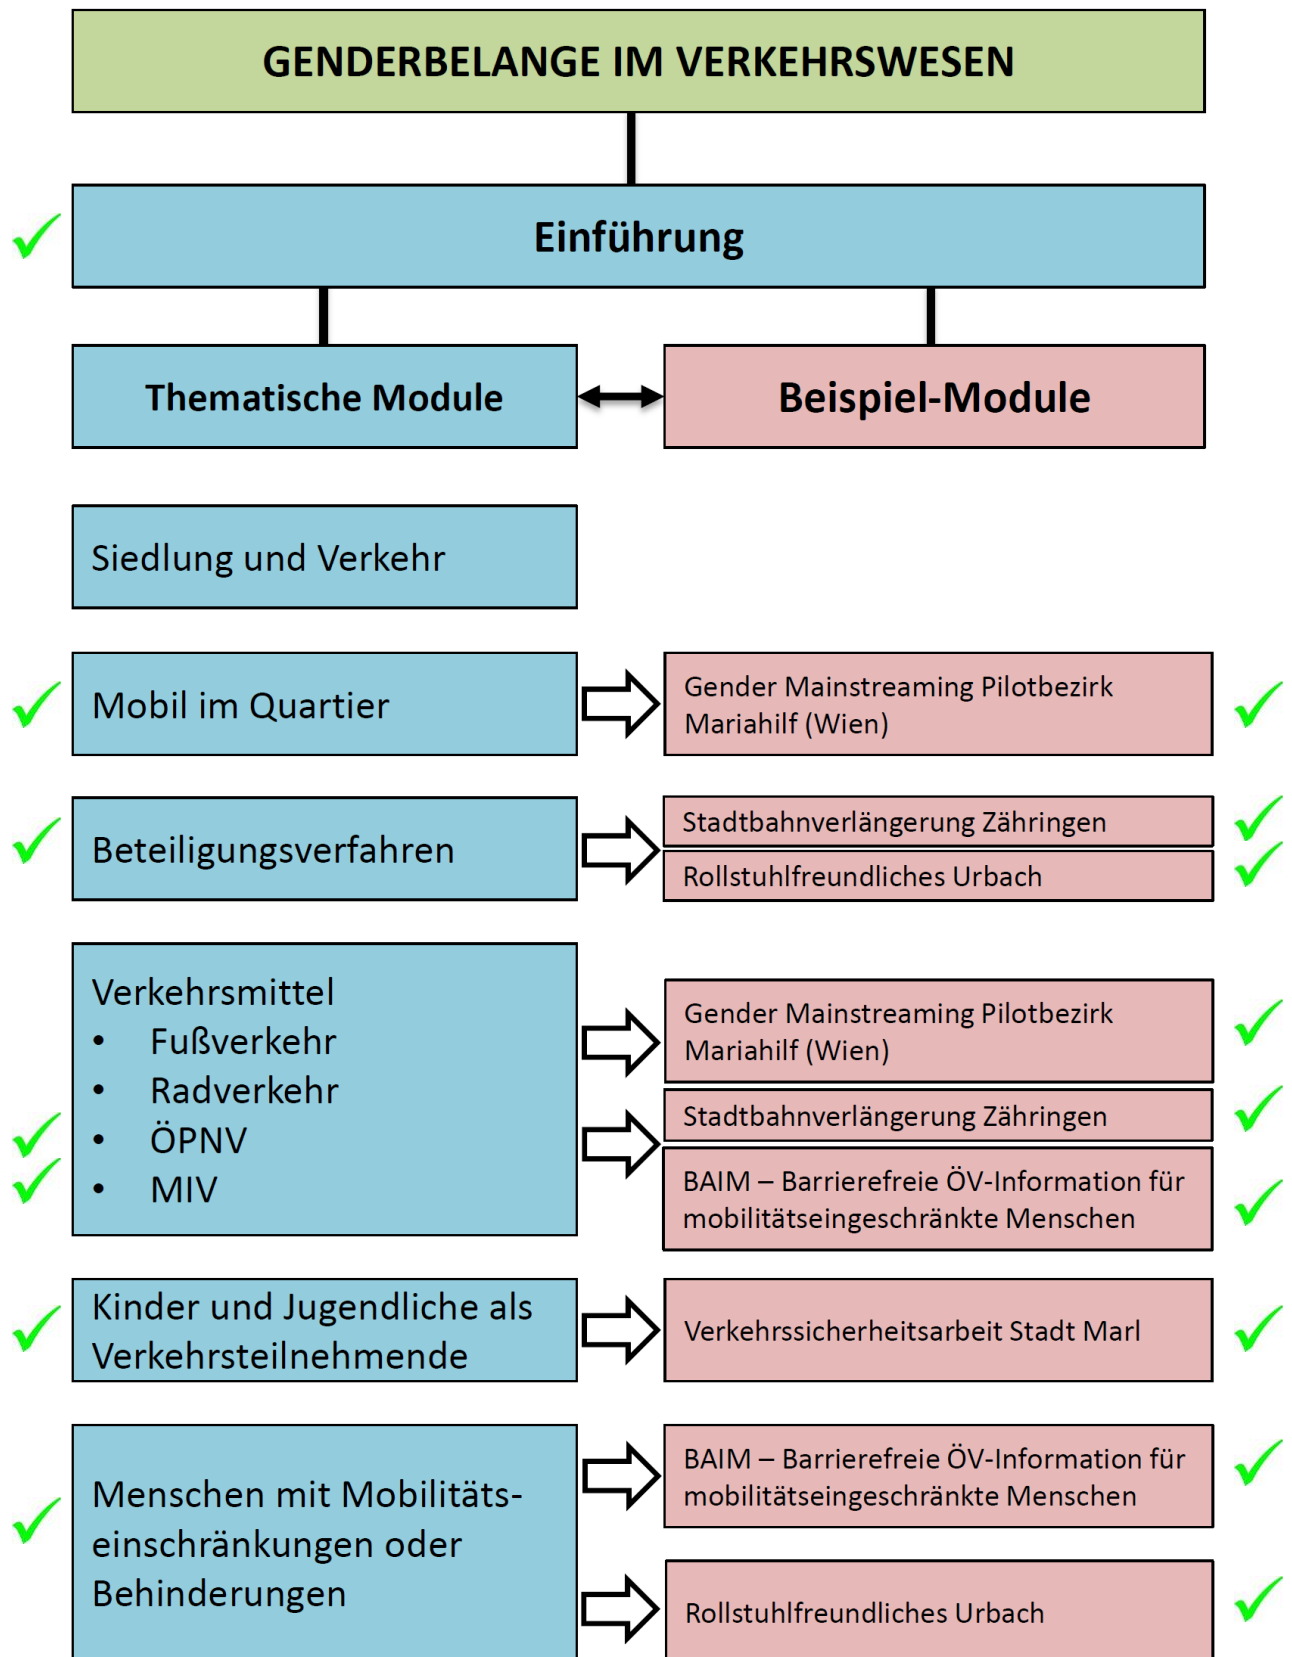 GENDERBELANGE IM VERKEHRSWESEN
Einführung
Thematische Module
Beispiel-Module
Siedlung und Verkehr
Mobil im Quartier
Gender Mainstreaming Pilotbezirk
Mariahilf (Wien)
Beteiligungsverfahren
Stadtbahnverlängerung Zähringen
Rollstuhlfreundliches Urbach
Verkehrsmittel
• Fußverkehr
• Radverkehr
• ÖPNV
• MIV
Gender Mainstreaming Pilotbezirk
Mariahilf (Wien)
Stadtbahnverlängerung Zähringen
BAIM – Barrierefreie ÖV-Information für
mobilitätseingeschränkte Menschen
Kinder und Jugendliche als
Verkehrsteilnehmende
Verkehrssicherheitsarbeit Stadt Marl
Menschen mit Mobilitäts-
einschränkungen oder
Behinderungen
BAIM – Barrierefreie ÖV-Information für
mobilitätseingeschränkte Menschen
Rollstuhlfreundliches Urbach